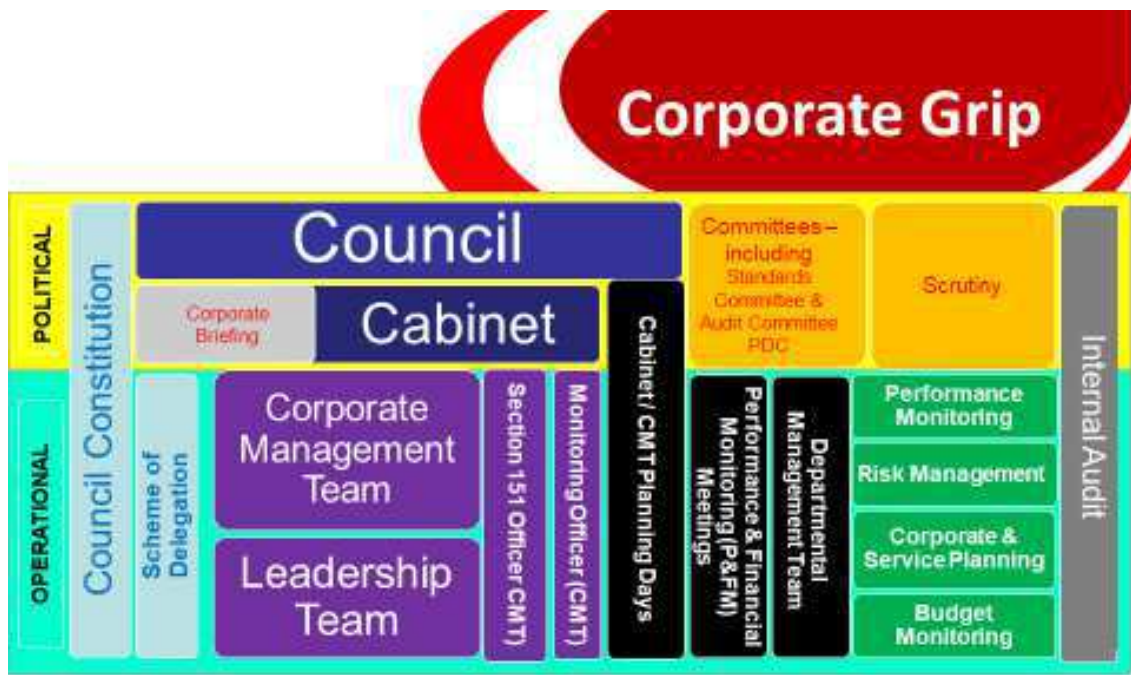 Corporate Grip
POLITICAL
OPERATIONAL
Council Constitution
Council
Corporate
Briefing
Cabinet
Scheme of
Delegation
Corporate
Management
Team
Leadership
Team
Section 151 Officer CMT)
Monitoring Officer (CMT)
Cabinet / CMT Planning Days
Committees –
including
Standards
Committee &
Audit Committee
PDC
Scrutiny
Performance & Financial
Monitoring (P&FM)
Meetings
Departmental
Management Team
Performance
Monitoring
Risk Management
Corporate &
Service Planning
Budget
Monitoring
Internal Audit